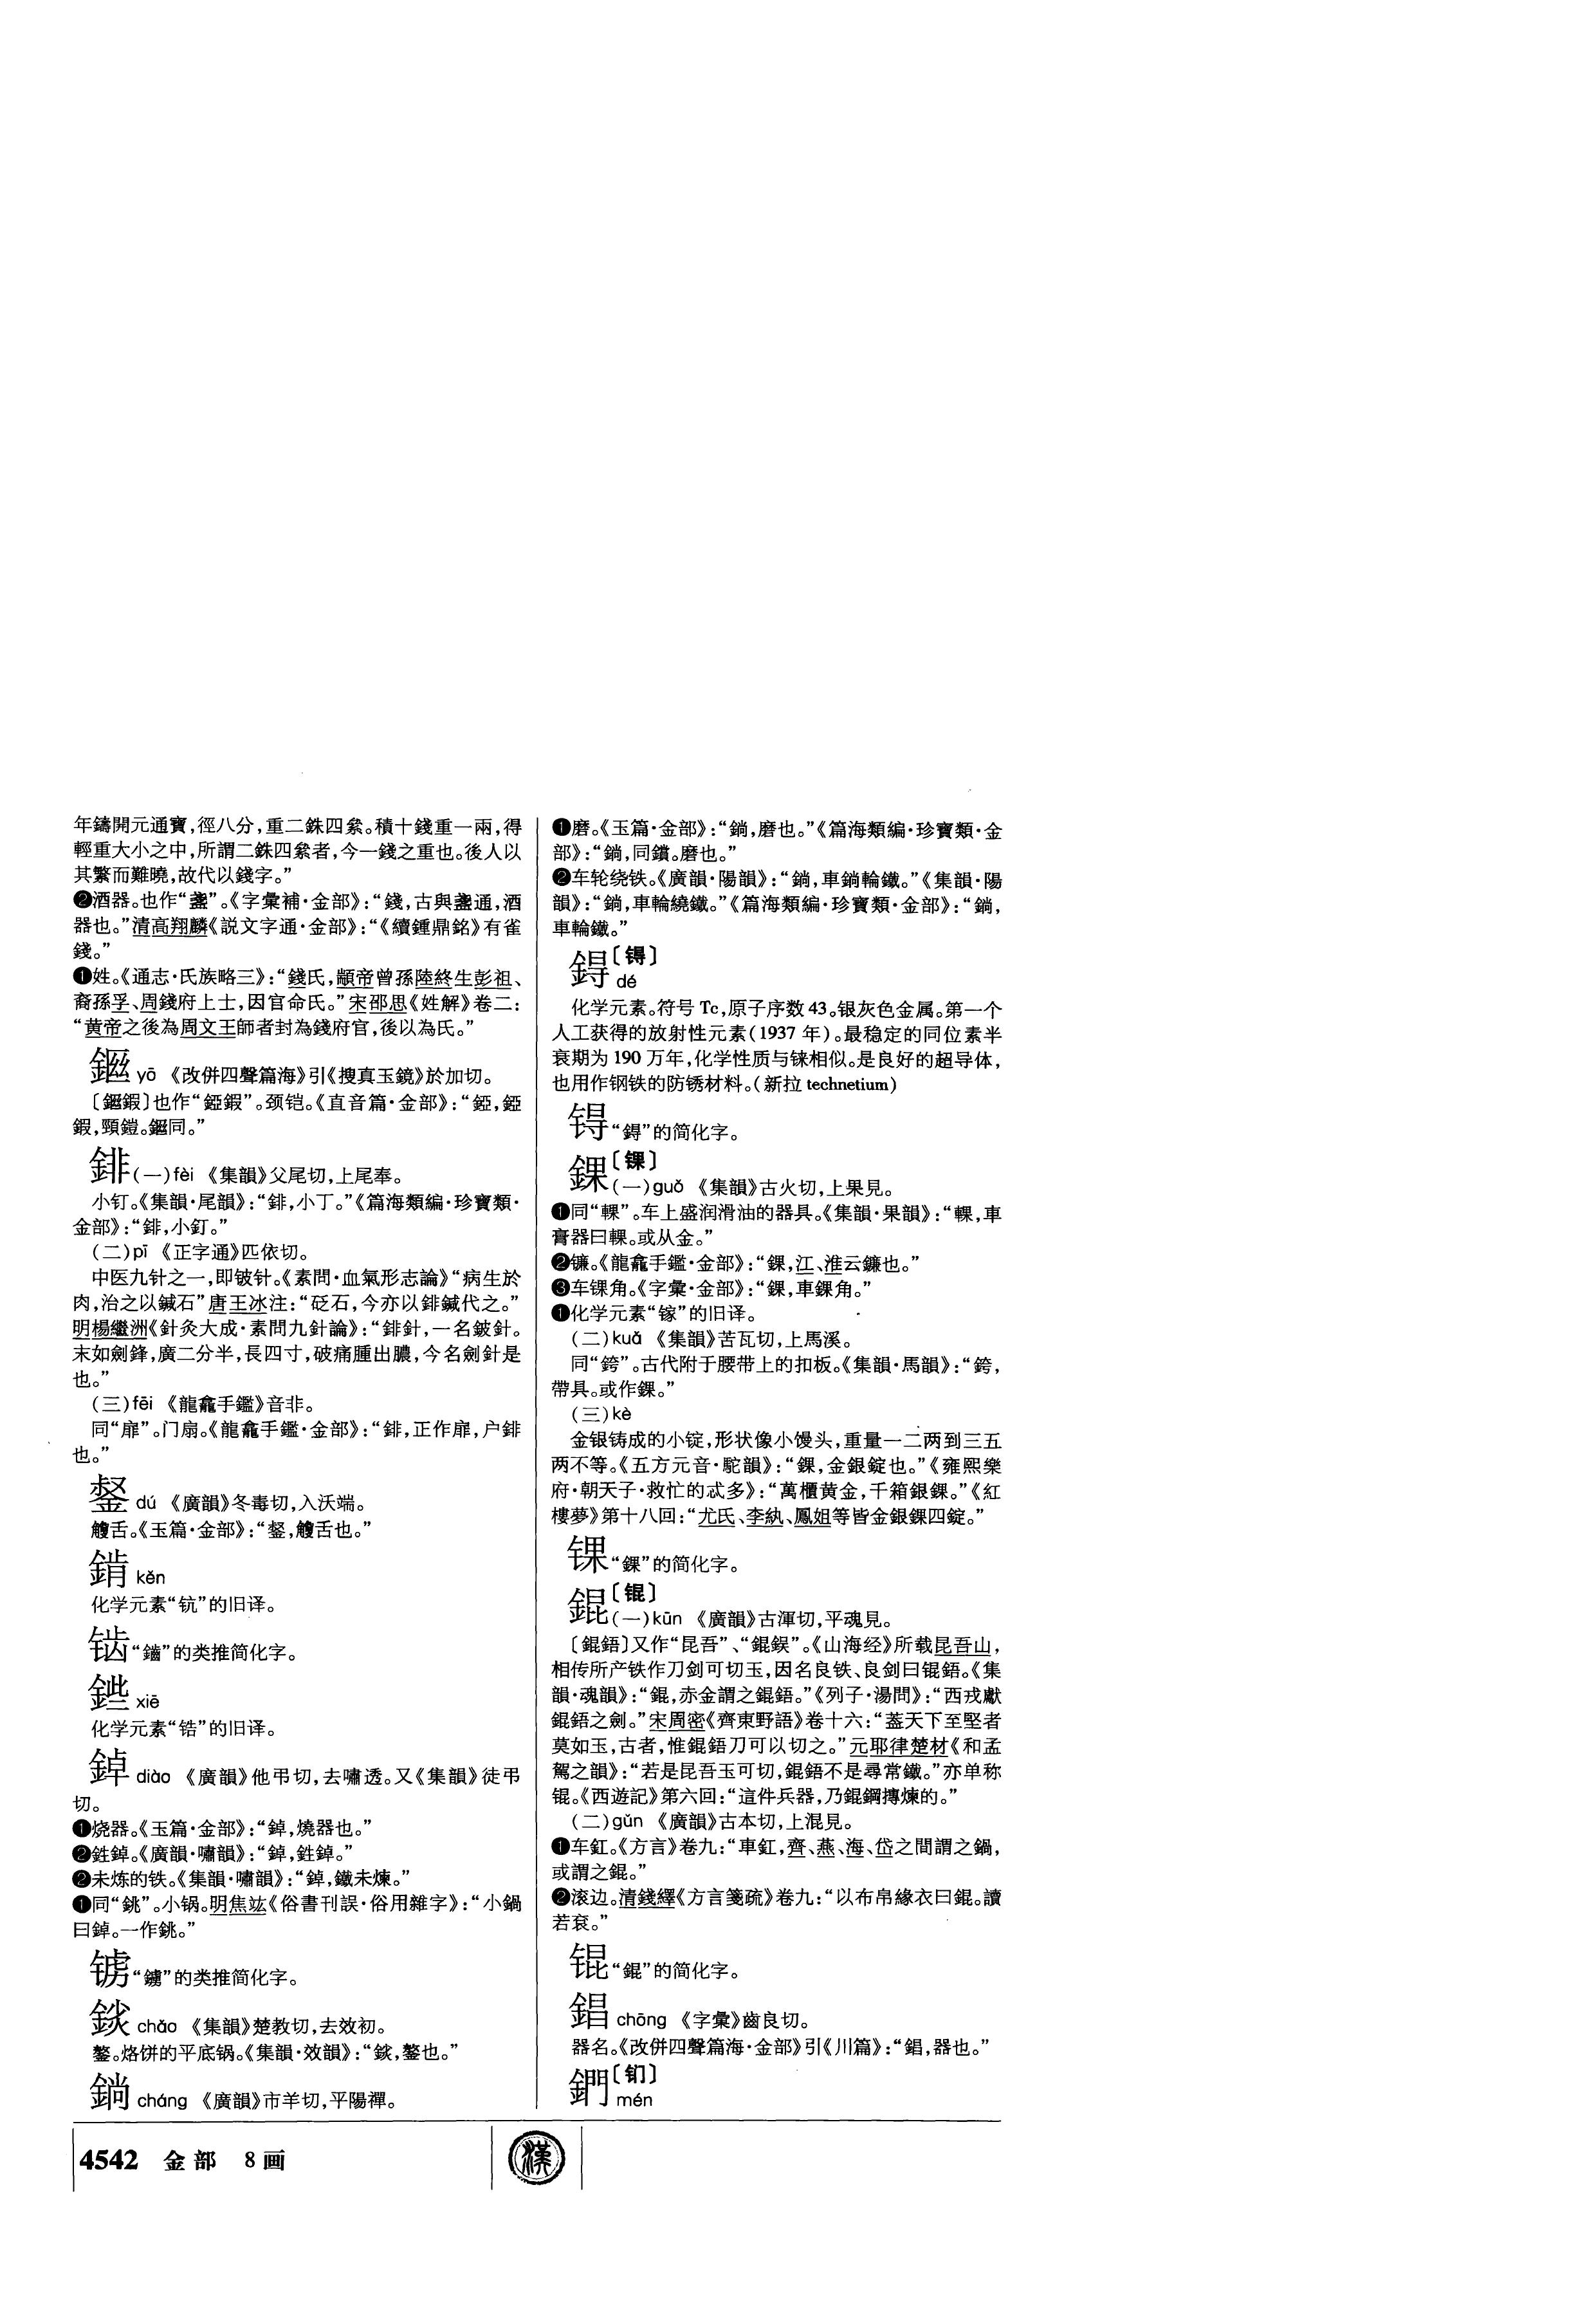 年鑄開元通寶,徑八分,重二銖四絫。積十錢重一兩,得
輕重大小之中,所謂二銖四絫者,今一錢之重也。後人以
其繁而難曉,故代以錢字。”
❷酒器。也作“盞”。《字彙補·金部》:“錢,古與盞通,酒
器也。”清高翔麟《説文字通·金部》:“《續鍾鼎銘》有雀
錢。”
❶姓。《通志·氏族略三》:“錢氏,顓帝曾孫陸終生彭祖、
裔孫孚、周錢府上士,因官命氏。”宋邵思《姓解》卷二:
“黄帝之後為周文王師者封為錢府官,後以為氏。”
yō 《改併四聲篇海》引《搜真玉鏡》於加切。
鍜〕也作“錏鍜”。颈铠。《直音篇·金部》:“錏,錏
鍜,頸鎧。同。”
錍(一)fèi 《集韻》父尾切,上尾奉。
小钉。《集韻·尾韻》:“䤵,小丁。”《篇海類編·珍寶類·
金部》:“䤵,小釘。”
(二)pī 《正字通》匹依切。
中医九针之一,即铍针。《素問·血氣形志論》“病生於
肉,治之以鍼石”唐王冰注:“砭石,今亦以䤵鍼代之。”
明楊繼洲《針灸大成·素問九針論》:“䤵針,一名鈹針。
末如劍鋒,廣二分半,長四寸,破癰腫出膿,今名劍針是
也。”
(三)fēi 《龍龕手鑑》音非。
同“扉”。门扇。《龍龕手鑑·金部》:“䤵,正作扉,户䤵
也。”
dú 《廣韻》冬毒切,入沃端。
觼舌。《玉篇·金部》:“,觼舌也。”
錹 kěn
化学元素“钪”的旧译。
“鑡”的类推简化字。
xiē
化学元素“锆”的旧译。
鋽 diào 《廣韻》他弔切,去嘯透。又《集韻》徒弔
切。
❶烧器。《玉篇·金部》:“鋽,燒器也。”
❷鉎鋽。《廣韻·嘯韻》:“鋽,鉎鋽。”
❷未炼的铁。《集韻·嘯韻》:“鋽,鐵未煉。”
❶同“銚”。小锅。明焦竑《俗書刊誤·俗用雜字》:“小鍋
曰鋽。一作銚。”
“鐪”的类推简化字。
錟 chǎo 《集韻》楚教切,去效初。
鏊。烙饼的平底锅。《集韻·效韻》:“,鏊也。”
鋿 cháng 《廣韻》市羊切,平陽禪。
❶磨。《玉篇·金部》:“鋿,磨也。”《篇海類編·珍寶類·金
部》:“鋿,同鏛。磨也。”
❷车轮绕铁。《廣韻·陽韻》:“鋿,車鋿輪鐵。”《集韻·陽
韻》:“鋿,車輪繞鐵。”《篇海類編·珍寶類·金部》:“鋿,
車輪鐵。”
鍀〔锝〕
dé
化学元素。符号 Tc,原子序数 43。银灰色金属。第一个
人工获得的放射性元素(1937 年)。最稳定的同位素半
衰期为 190 万年,化学性质与铼相似。是良好的超导体,
也用作钢铁的防锈材料。(新拉 technetium)
锝“鍀”的简化字。
錁〔锞〕
(一)guǒ 《集韻》古火切,上果見。
❶同“輠”。车上盛润滑油的器具。《集韻·果韻》:“輠,車
膏器曰輠。或从金。”
❷镰。《龍龕手鑑·金部》:“錁,江、淮云鐮也。”
❸车锞角。《字彙·金部》:“錁,車錁角。”
❶化学元素“镓”的旧译。
(二)kuǎ 《集韻》苦瓦切,上馬溪。
同“銙”。古代附于腰带上的扣板。《集韻·馬韻》:“銙,
帶具。或作錁。”
(三)kè
金银铸成的小锭,形状像小馒头,重量一二两到三五
两不等。《五方元音·駝韻》:“錁,金銀錠也。”《雍熙樂
府·朝天子·救忙的忒多》:“萬櫃黄金,千箱銀錁。”《紅
樓夢》第十八回:“尤氏、李紈、鳳姐等皆金銀錁四錠。”
锞“錁”的简化字。
錕〔锟〕
(一)kūn 《廣韻》古渾切,平魂見。
〔錕鋙〕又作“昆吾”、“錕鋘”。《山海经》所载昆吾山,
相传所产铁作刀剑可切玉,因名良铁、良剑曰锟鋙。《集
韻·魂韻》:“錕,赤金謂之錕鋙。”《列子·湯問》:“西戎獻
錕鋙之劍。”宋周密《齊東野語》卷十六:“蓋天下至堅者
莫如玉,古者,惟錕鋙刀可以切之。”元耶律楚材《和孟
駕之韻》:“若是昆吾玉可切,錕鋙不是尋常鐵。”亦单称
锟。《西遊記》第六回:“這件兵器,乃錕鋼摶煉的。”
(二)gǔn 《廣韻》古本切,上混見。
❶车釭。《方言》卷九:“車釭,齊、燕、海、岱之間謂之鍋,
或謂之錕。”
❷滚边。清錢繹《方言箋疏》卷九:“以布帛緣衣曰錕。讀
若衮。”
锟“錕”的简化字。
錩 chōng 《字彙》齒良切。
器名。《改併四聲篇海·金部》引《川篇》:“錩,器也。”
鍆〔钔〕
mén
4542 金部 8画
漢